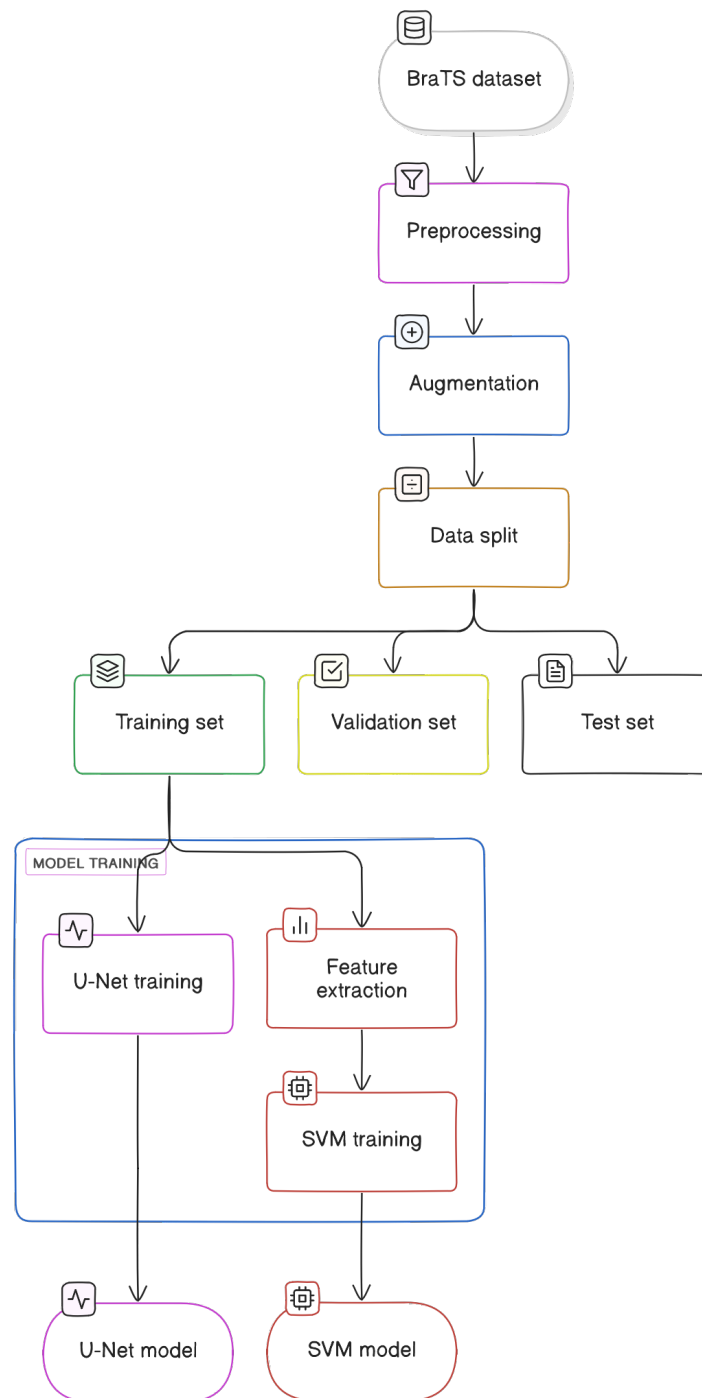 BraTS dataset
Preprocessing
Augmentation
Data split
Training set
Validation set
Test set
MODEL TRAINING
U-Net training
Feature
extraction
SVM training
U-Net model
SVM model